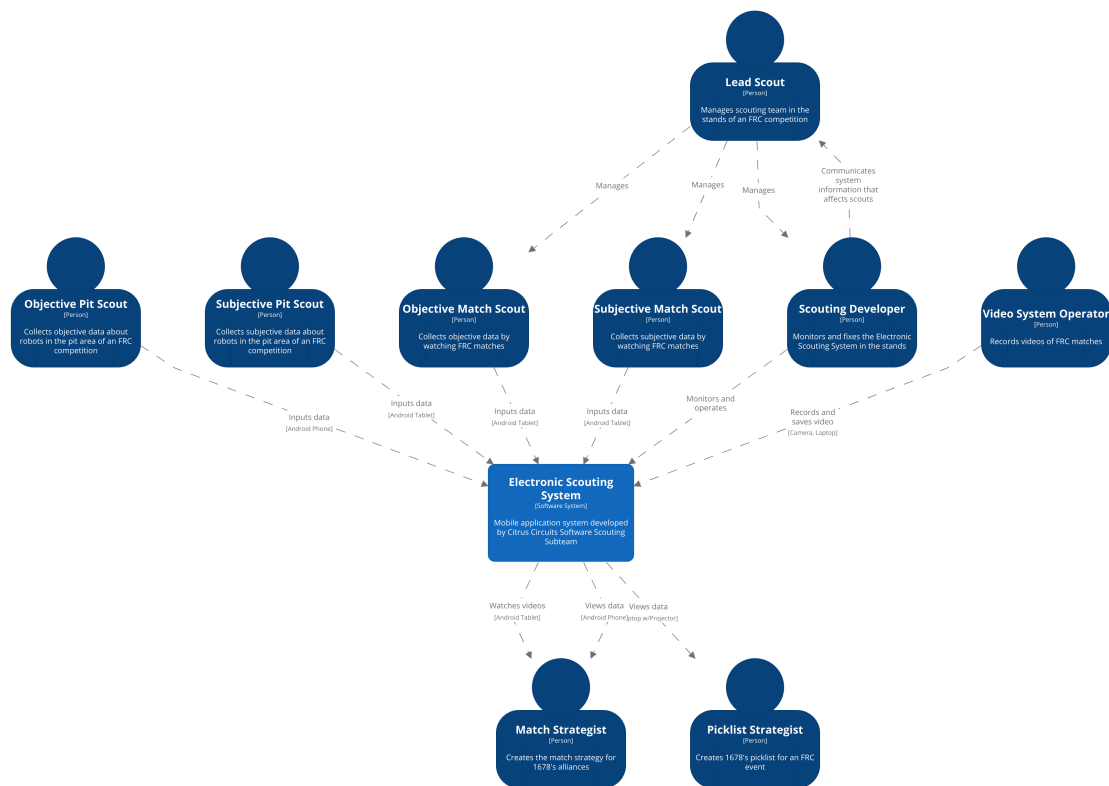 Lead Scout
[Person]
Manages scouting team in the
stands of an FRC competition
Manages
Manages
Manages
Communicates
system
information that
affects scouts
Objective Pit Scout
[Person]
Collects objective data about
robots in the pit area of an FRC
competition
Subjective Pit Scout
[Person]
Collects subjective data about
robots in the pit area of an FRC
competition
Objective Match Scout
[Person]
Collects objective data by
watching FRC matches
Subjective Match Scout
[Person]
Collects subjective data by
watching FRC matches
Scouting Developer
[Person]
Monitors and fixes the Electronic
Scouting System in the stands
Video System Operator
[Person]
Records videos of FRC matches
Inputs data
[Android Phone]
Inputs data
[Android Tablet]
Inputs data
[Android Tablet]
Inputs data
[Android Tablet]
Monitors and
operates
Records and
saves video
[Camera, Laptop]
Electronic Scouting
System
[Software System]
Mobile application system developed
by Citrus Circuits Software Scouting
Subteam
Watches videos
[Android Tablet]
Views data
[Android Phone]
Views data
w/Projector]
Match Strategist
[Person]
Creates the match strategy for
1678's alliances
Picklist Strategist
[Person]
Creates 1678's picklist for an FRC
event